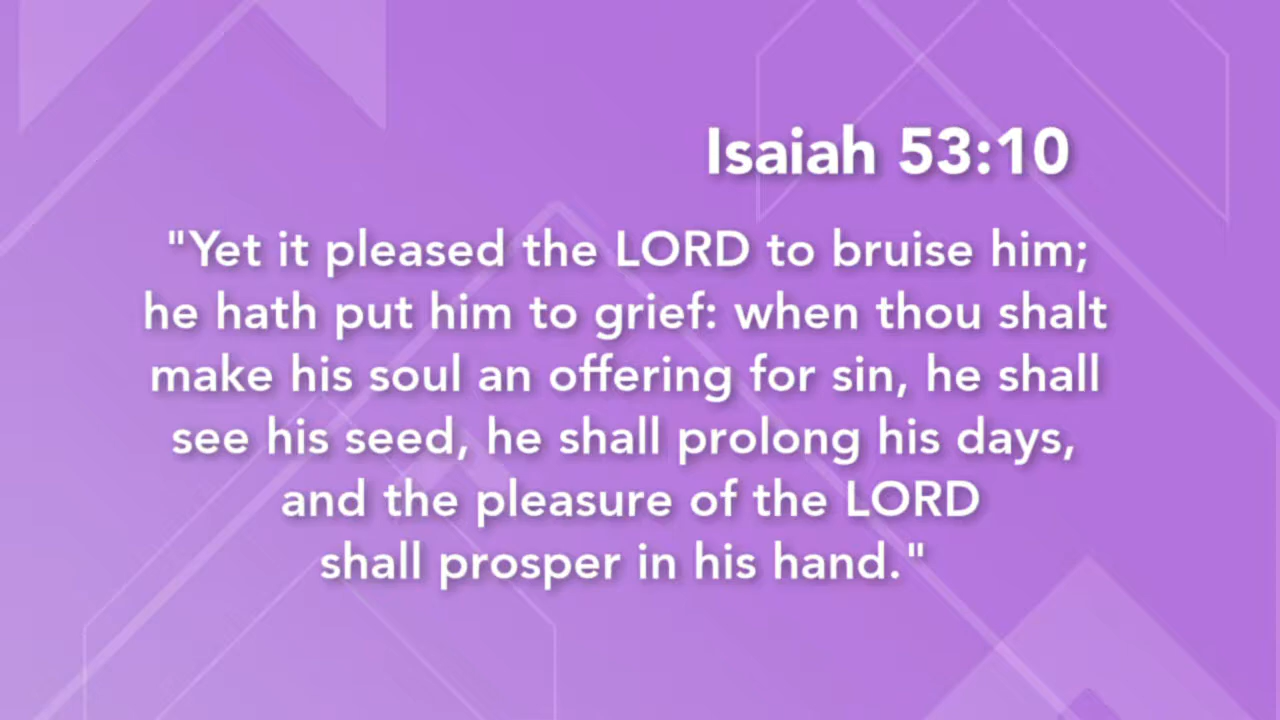 Isaiah 53:10
"Yet it pleased the LORD to bruise him;
he hath put him to grief: when thou shalt
make his soul an offering for sin, he shall
see his seed, he shall prolong his days,
and the pleasure of the LORD
shall prosper in his hand."